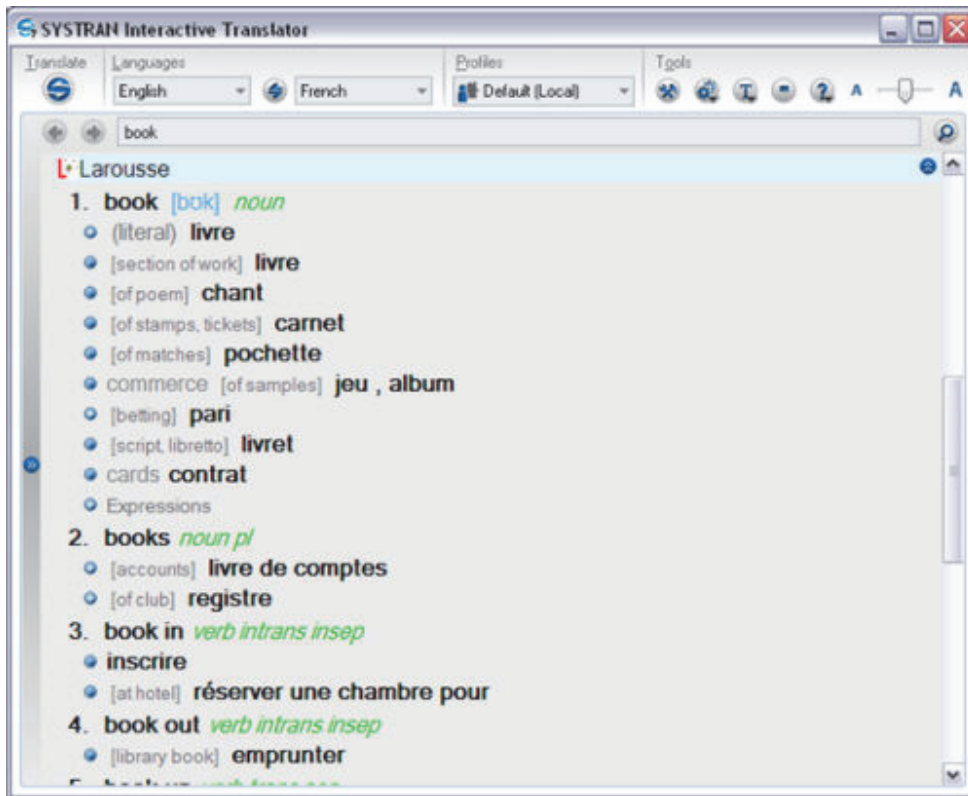 SYSTRAN Interactive Translator
Translate Languages Profiles Tools
English French Default (Local) A A
book
Larousse
1. book [bʊk] noun
(literal) livre
[section of work] livre
[of poem] chant
[of stamps, tickets] carnet
[of matches] pochette
commerce [of samples] jeu , album
[betting] pari
[script, libretto] livret
cards contrat
Expressions
2. books noun pl
[accounts] livre de comptes
[of club] registre
3. book in verb intrans insep
inscrire
[at hotel] réserver une chambre pour
4. book out verb intrans insep
[library book] emprunter